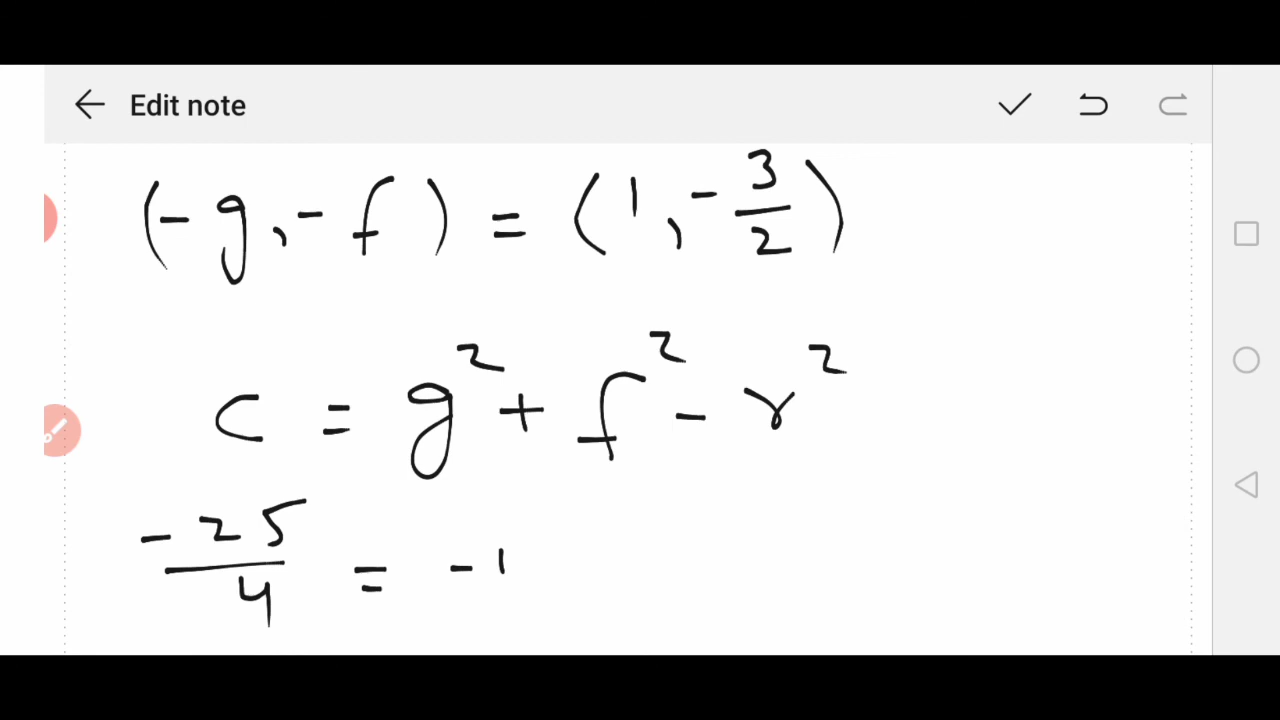 Edit note
(-g, -f) = (1, -3/2)
c = g² + f² - r²
-25/4 = -1